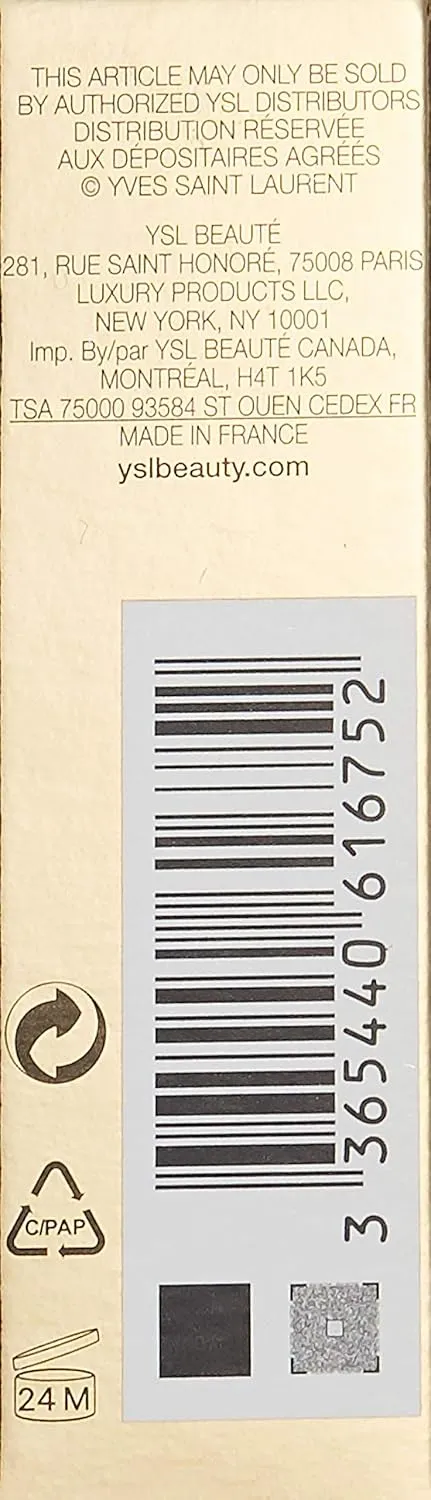 THIS ARTICLE MAY ONLY BE SOLD
BY AUTHORIZED YSL DISTRIBUTORS
DISTRIBUTION RÉSERVÉE
AUX DÉPOSITAIRES AGRÉÉS
© YVES SAINT LAURENT
YSL BEAUTÉ
281, RUE SAINT HONORÉ, 75008 PARIS
LUXURY PRODUCTS LLC,
NEW YORK, NY 10001
Imp. By/par YSL BEAUTÉ CANADA,
MONTRÉAL, H4T 1K5
TSA 75000 93584 ST OUEN CEDEX FR
MADE IN FRANCE
yslbeauty.com
3 365440 616752
C/PAP
24 M